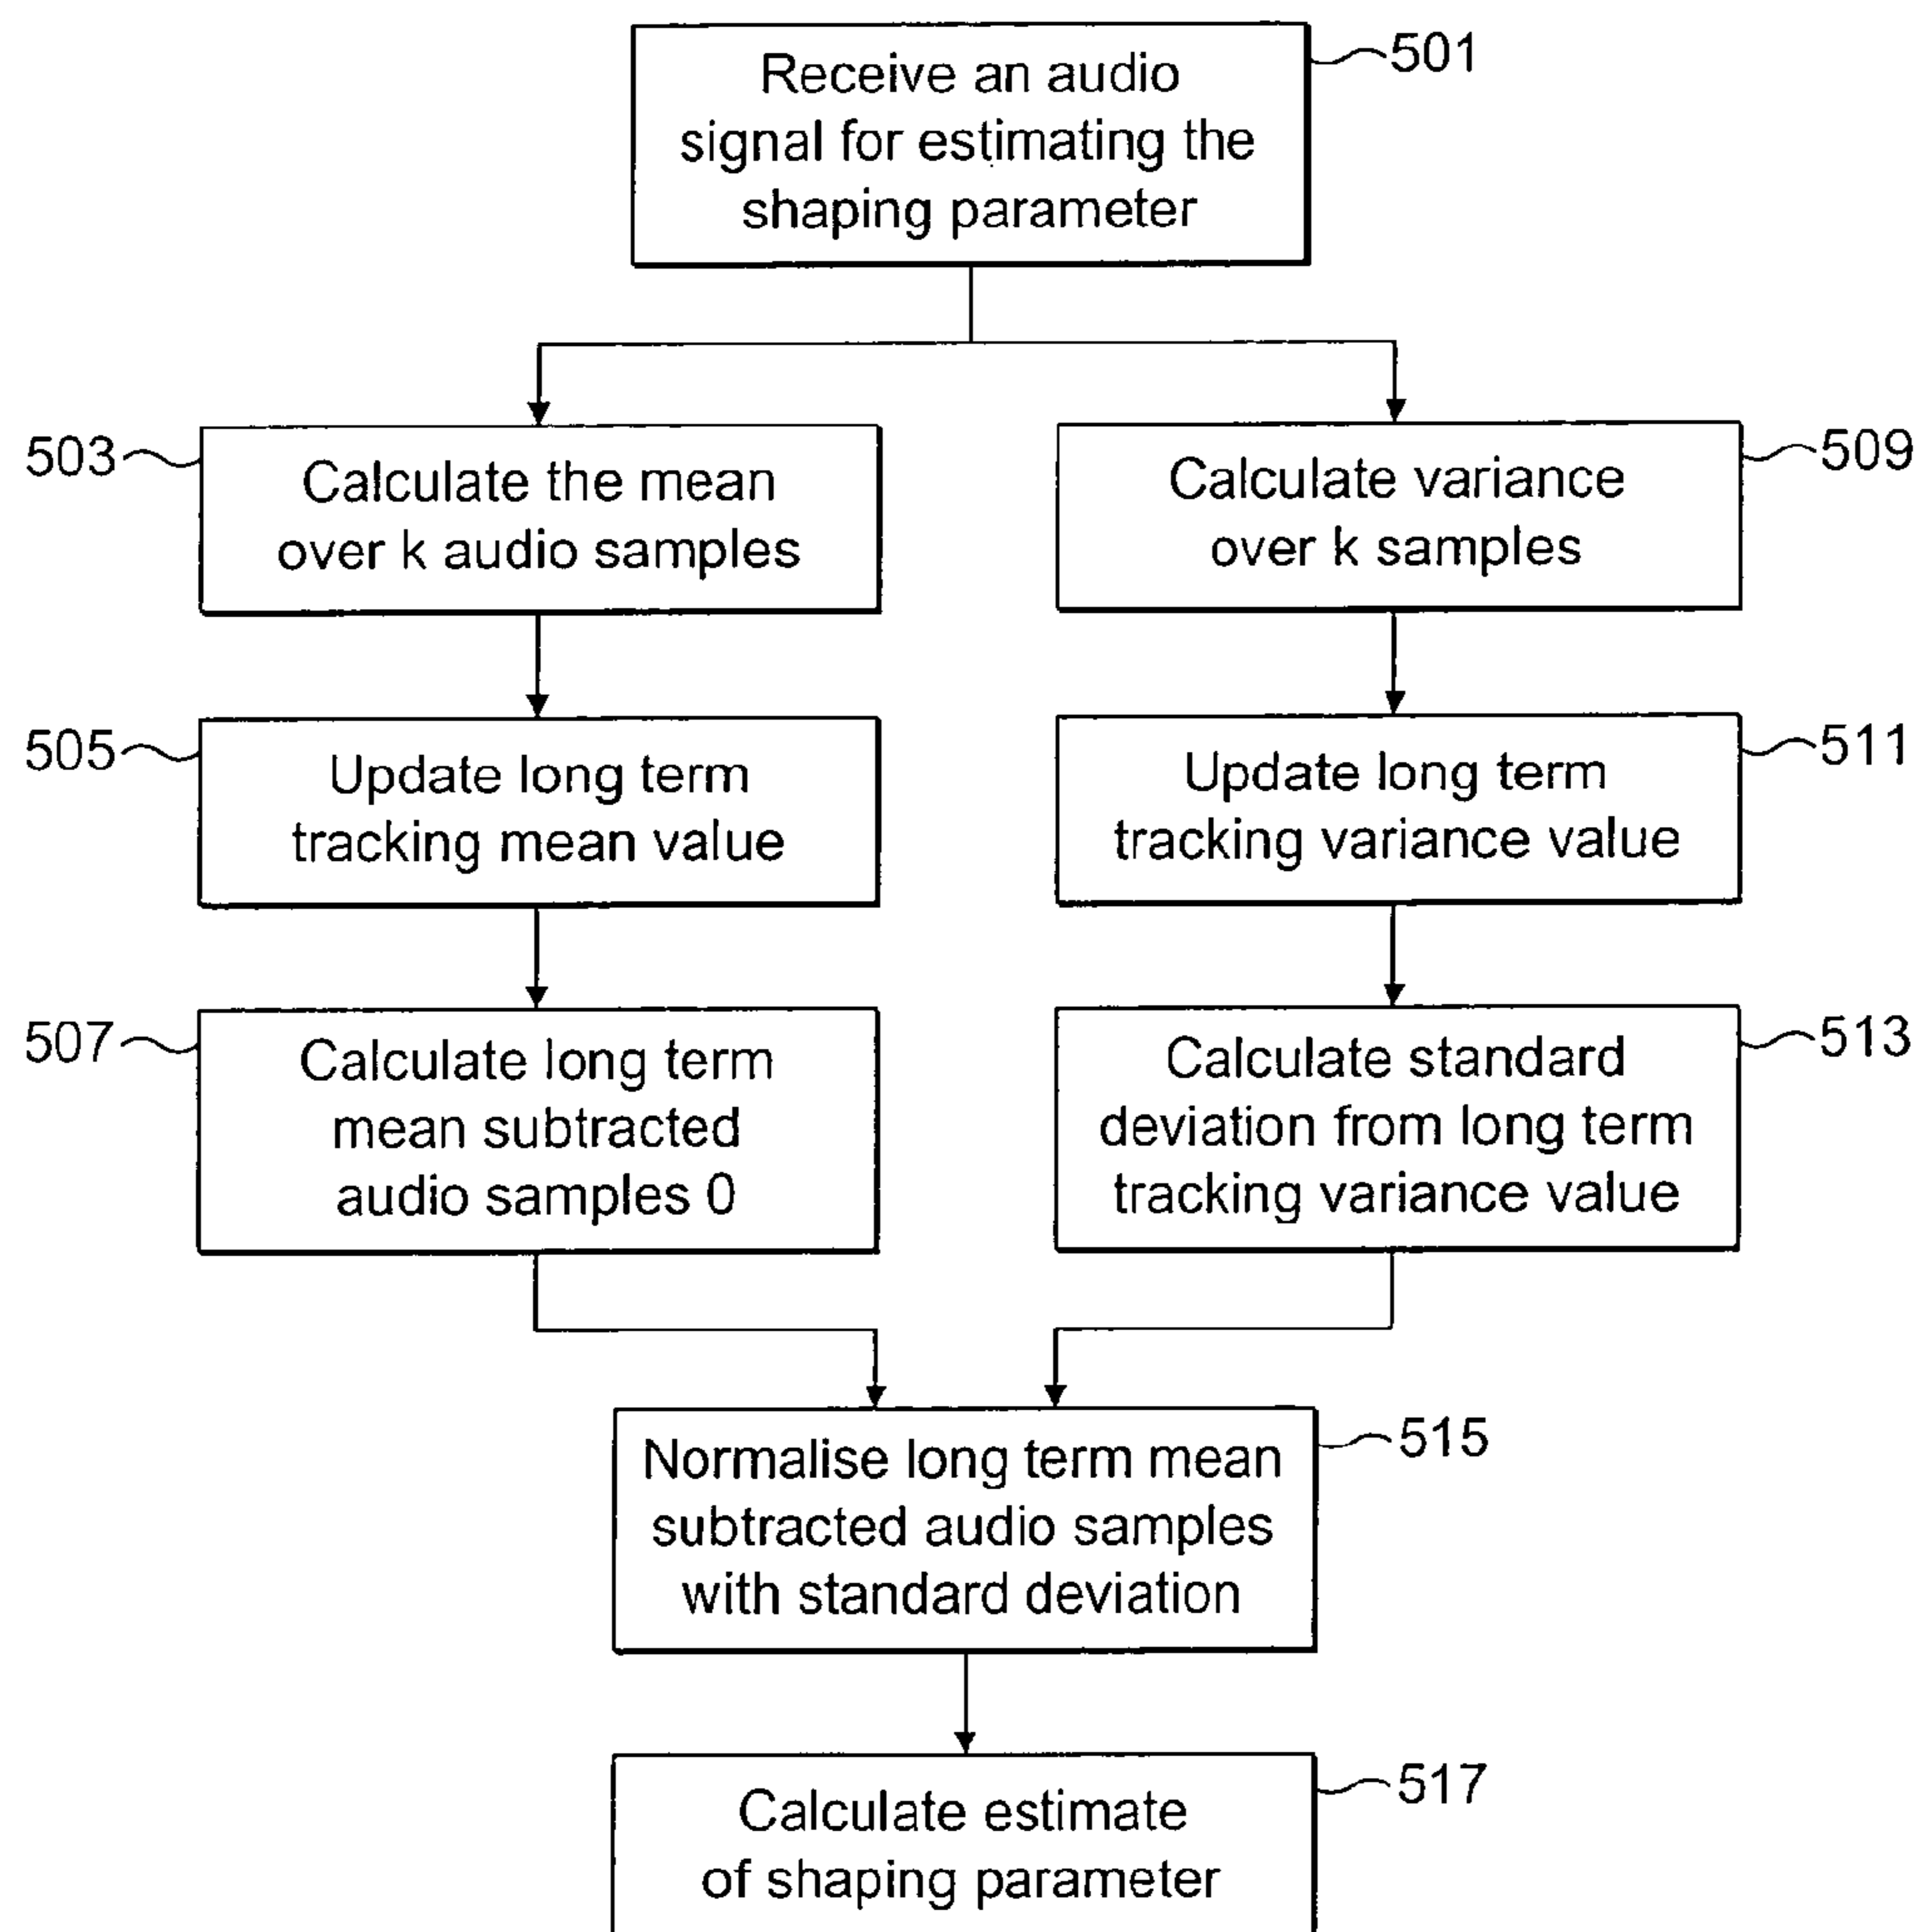 Receive an audio
signal for estimating the
shaping parameter
501
503
Calculate the mean
over k audio samples
Calculate variance
over k samples
509
505
Update long term
tracking mean value
Update long term
tracking variance value
511
507
Calculate long term
mean subtracted
audio samples 0
Calculate standard
deviation from long term
tracking variance value
513
Normalise long term mean
subtracted audio samples
with standard deviation
515
Calculate estimate
of shaping parameter
517